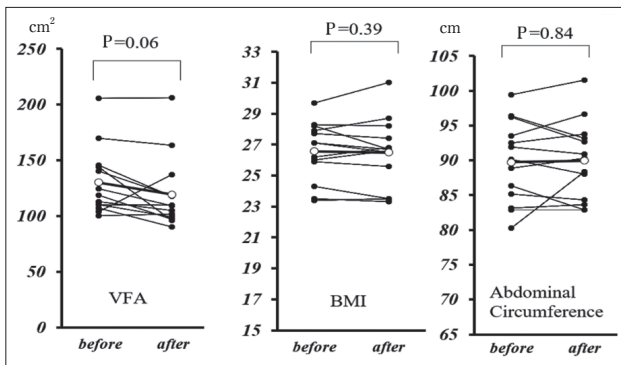 cm²
P=0.06
250
200
150
100
50
0
VFA
before after
P=0.39
33
31
29
27
25
23
21
19
17
15
BMI
before after
cm
P=0.84
105
100
95
90
85
80
75
70
65
Abdominal
Circumference
before after